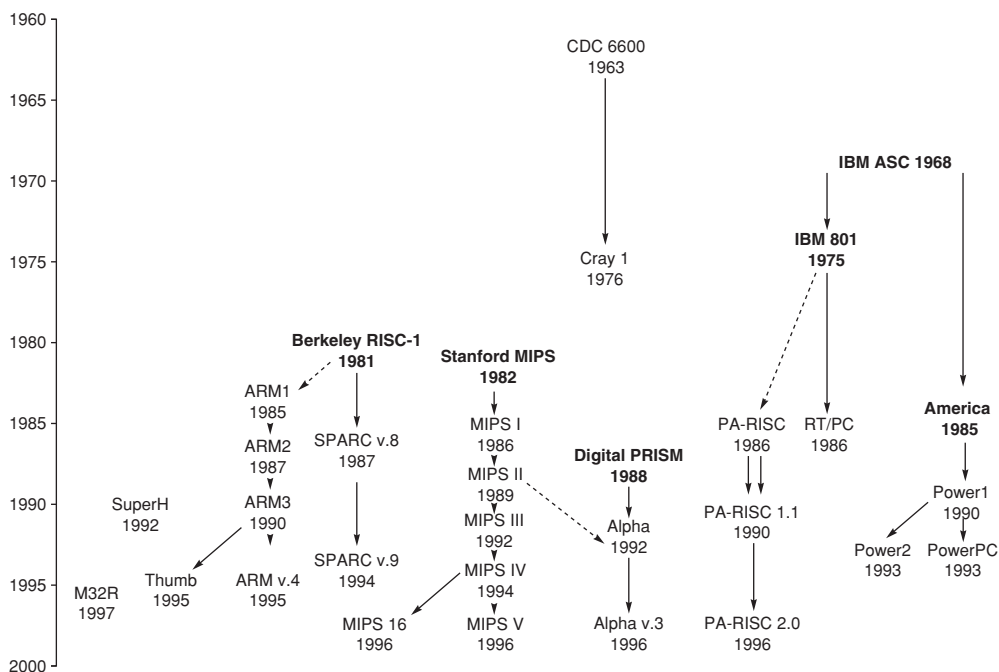 1960
1965
1970
1975
1980
1985
1990
1995
2000
CDC 6600
1963
Cray 1
1976
IBM ASC 1968
IBM 801
1975
Berkeley RISC-1
1981
ARM1
1985
ARM2
1987
ARM3
1990
SuperH
1992
Thumb
1995
M32R
1997
ARM v.4
1995
SPARC v.8
1987
SPARC v.9
1994
Stanford MIPS
1982
MIPS I
1986
MIPS II
1989
MIPS III
1992
MIPS IV
1994
MIPS 16
1996
MIPS V
1996
Digital PRISM
1988
Alpha
1992
Alpha v.3
1996
PA-RISC
1986
PA-RISC 1.1
1990
PA-RISC 2.0
1996
RT/PC
1986
America
1985
Power1
1990
Power2
1993
PowerPC
1993